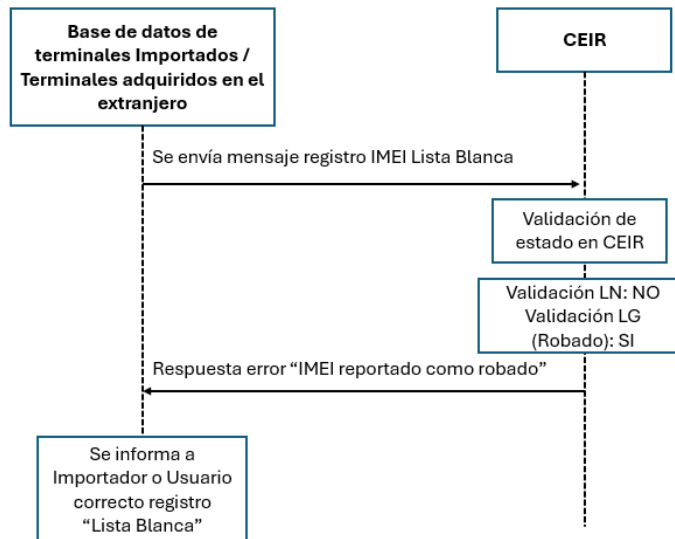 Base de datos de
terminales Importados /
Terminales adquiridos en el
extranjero
CEIR
Se envía mensaje registro IMEI Lista Blanca
Validación de
estado en CEIR
Validación LN: NO
Validación LG
(Robado): SI
Respuesta error “IMEI reportado como robado”
Se informa a
Importador o Usuario
correcto registro
“Lista Blanca”